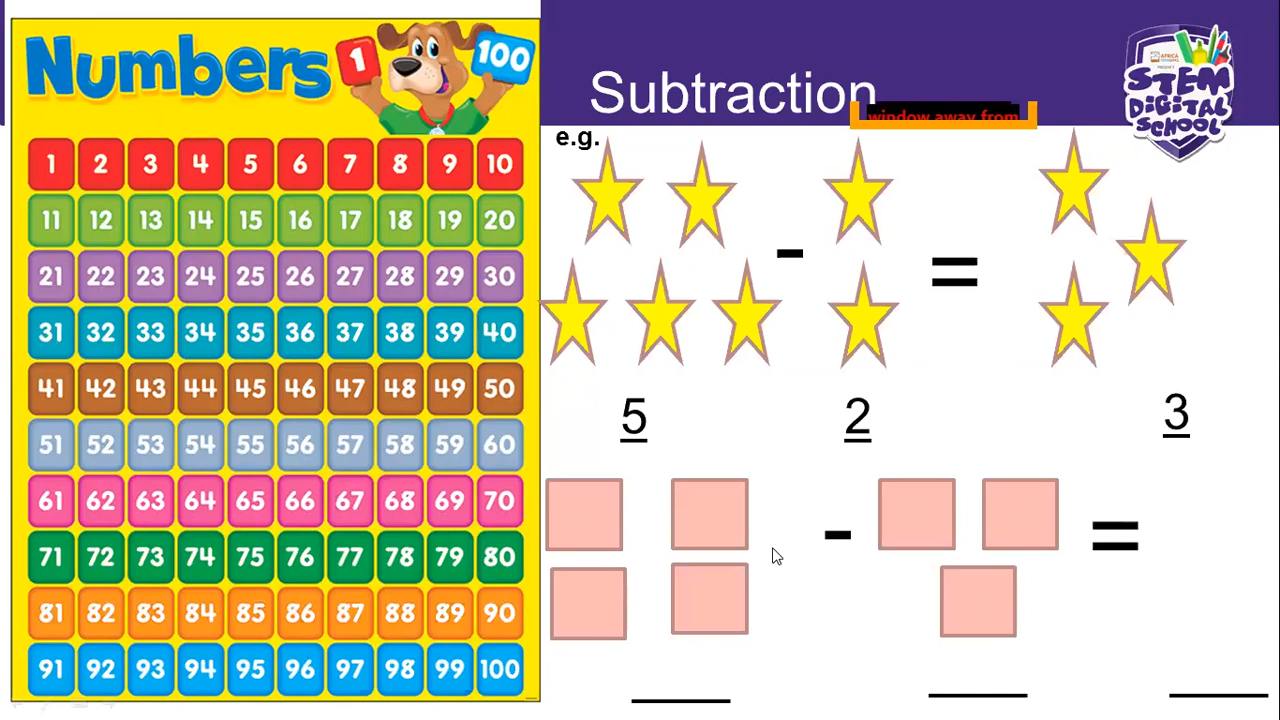 Numbers
1
100
1 2 3 4 5 6 7 8 9 10
11 12 13 14 15 16 17 18 19 20
21 22 23 24 25 26 27 28 29 30
31 32 33 34 35 36 37 38 39 40
41 42 43 44 45 46 47 48 49 50
51 52 53 54 55 56 57 58 59 60
61 62 63 64 65 66 67 68 69 70
71 72 73 74 75 76 77 78 79 80
81 82 83 84 85 86 87 88 89 90
91 92 93 94 95 96 97 98 99 100
Subtraction
window away from
STEM
DiGiTAL
SCHOOL
e.g.
- =
5 2 3
- =